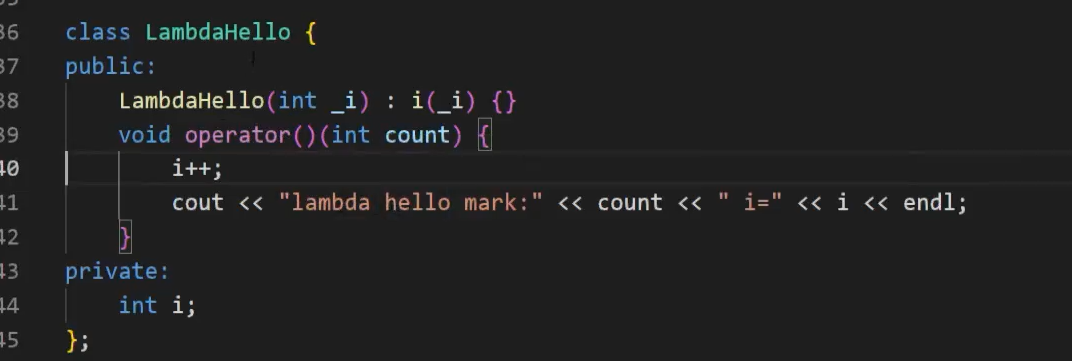 36 class LambdaHello {
37 public:
38     LambdaHello(int _i) : i(_i) {}
39     void operator()(int count) {
40         i++;
41         cout << "lambda hello mark:" << count << " i=" << i << endl;
42     }
43 private:
44     int i;
45 };